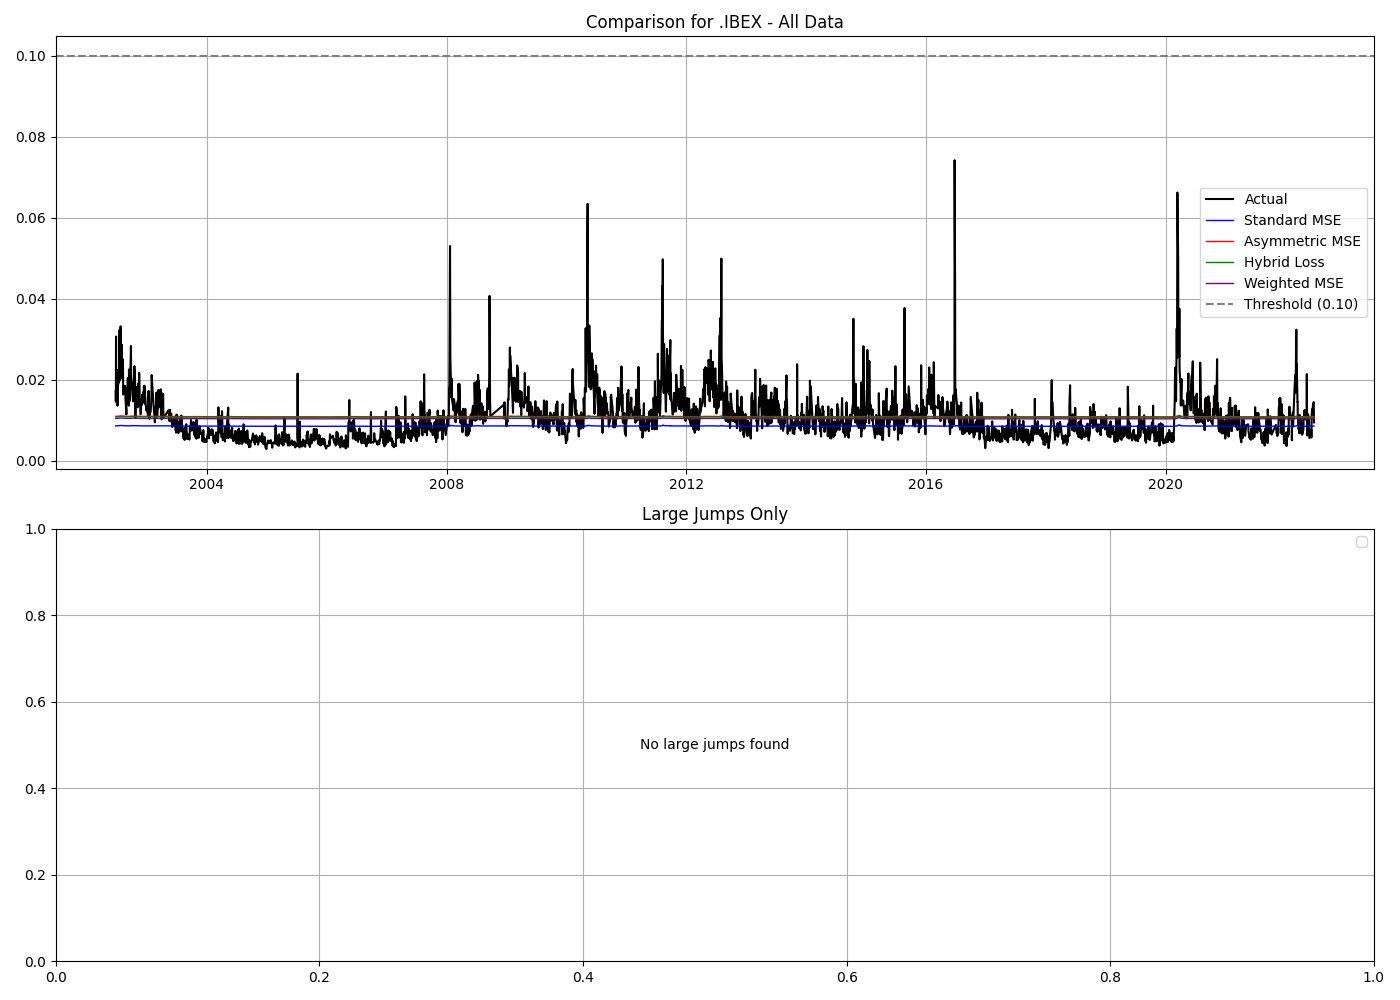 Comparison for .IBEX - All Data
0.10
0.08
0.06
0.04
0.02
0.00
Actual
Standard MSE
Asymmetric MSE
Hybrid Loss
Weighted MSE
Threshold (0.10)
2004
2008
2012
2016
2020
Large Jumps Only
1.0
0.8
0.6
0.4
0.2
0.0
No large jumps found
0.0
0.2
0.4
0.6
0.8
1.0